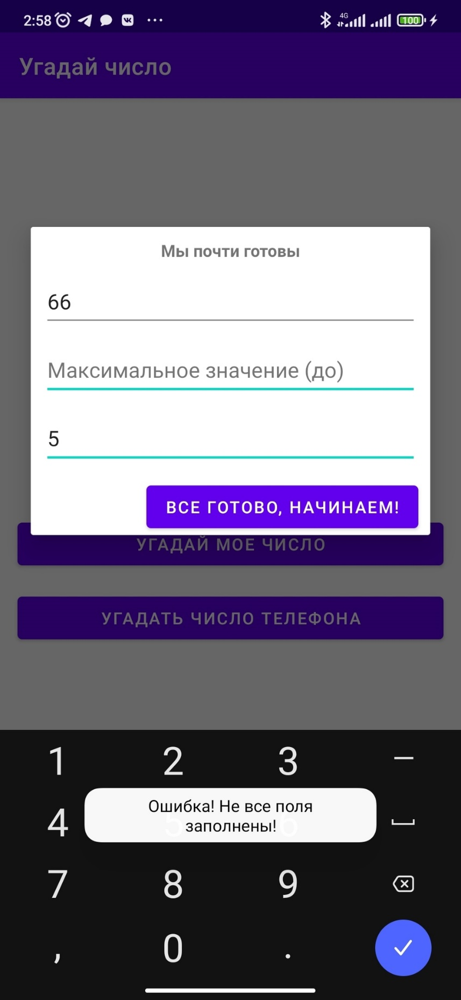 2:58
4G
100
Угадай число
Мы почти готовы
66
Максимальное значение (до)
5
ВСЕ ГОТОВО, НАЧИНАЕМ!
УГАДАЙ МОЕ ЧИСЛО
УГАДАТЬ ЧИСЛО ТЕЛЕФОНА
1 2 3 –
Ошибка! Не все поля
заполнены!
4 5 6
7 8 9
, 0 .